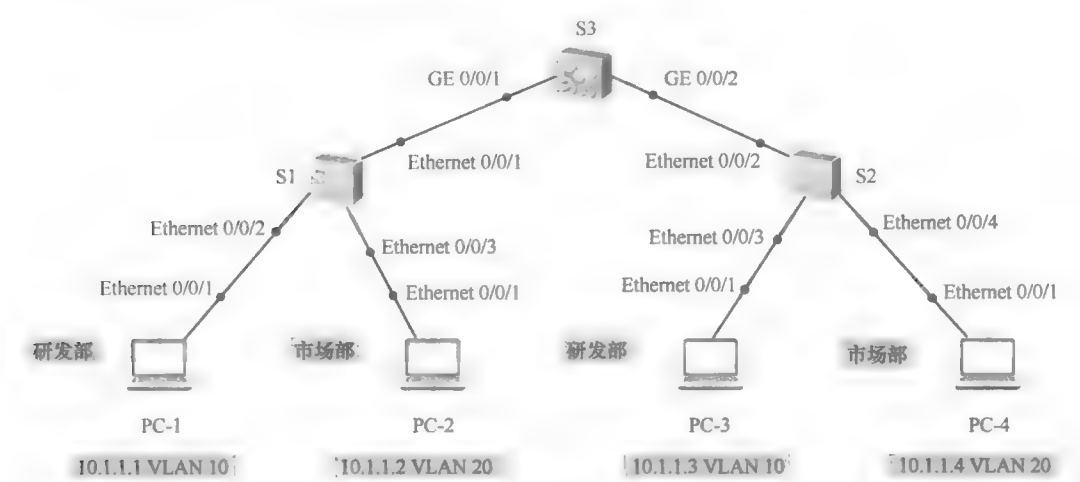 S3
GE 0/0/1
GE 0/0/2
Ethernet 0/0/1
Ethernet 0/0/2
S1
S2
Ethernet 0/0/2
Ethernet 0/0/3
Ethernet 0/0/3
Ethernet 0/0/4
Ethernet 0/0/1
Ethernet 0/0/1
Ethernet 0/0/1
Ethernet 0/0/1
研发部
市场部
研发部
市场部
PC-1
PC-2
PC-3
PC-4
10.1.1.1 VLAN 10
10.1.1.2 VLAN 20
10.1.1.3 VLAN 10
10.1.1.4 VLAN 20